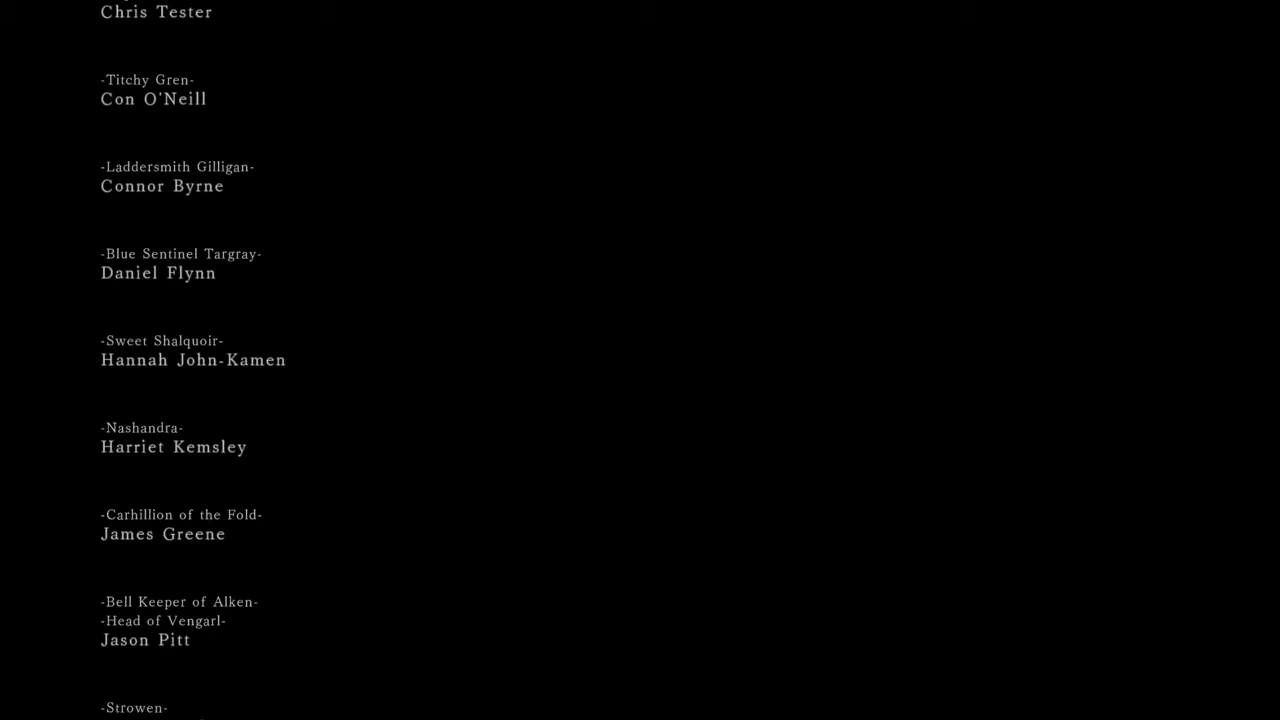 Chris Tester
-Titchy Gren-
Con O'Neill
-Laddersmith Gilligan-
Connor Byrne
-Blue Sentinel Targray-
Daniel Flynn
-Sweet Shalquoir-
Hannah John-Kamen
-Nashandra-
Harriet Kemsley
-Carhillion of the Fold-
James Greene
-Bell Keeper of Alken-
-Head of Vengarl-
Jason Pitt
-Strowen-